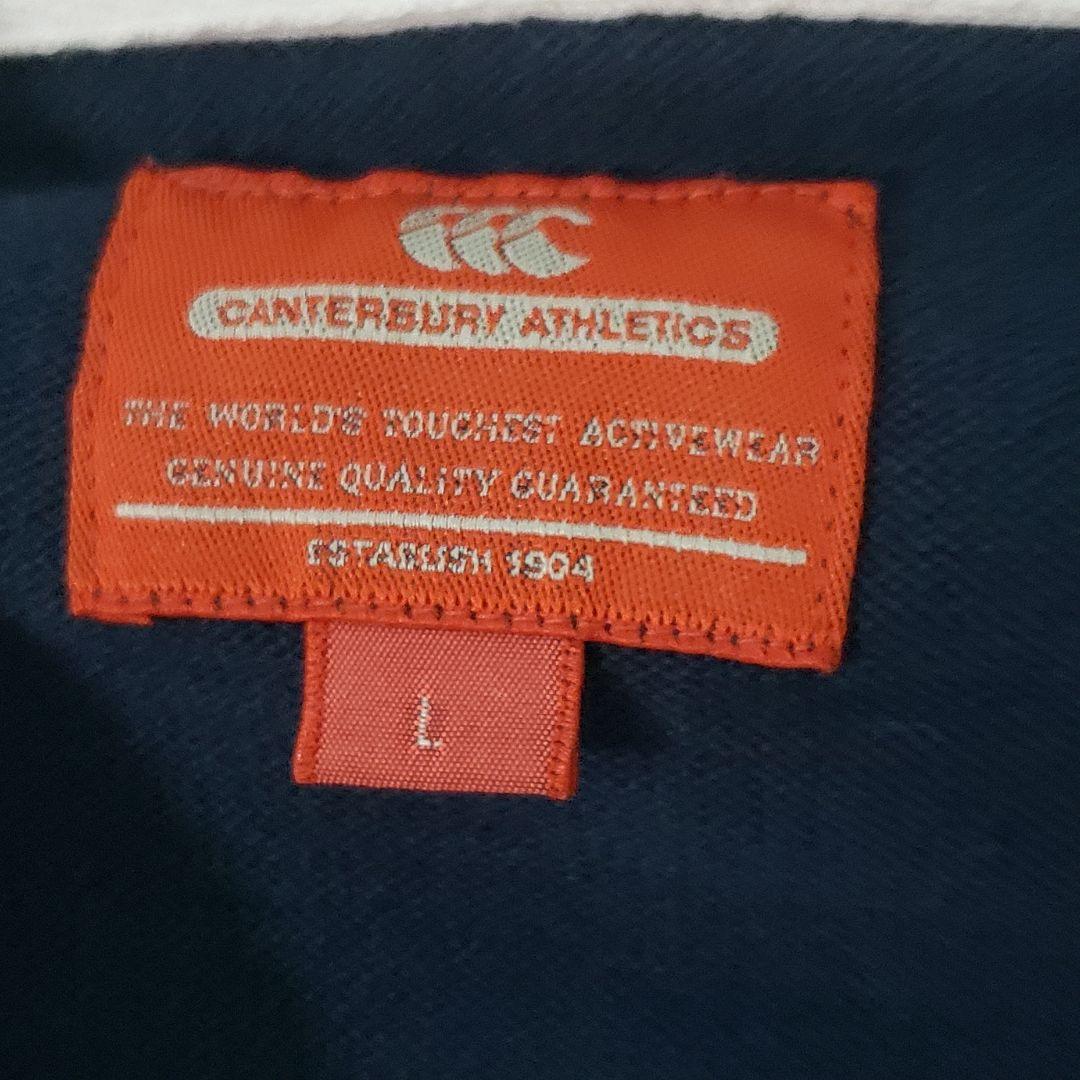 CANTERBURY ATHLETICS
THE WORLD'S TOUGHEST ACTIVEWEAR
GENUINE QUALITY GUARANTEED
ESTABLISH 1904
L